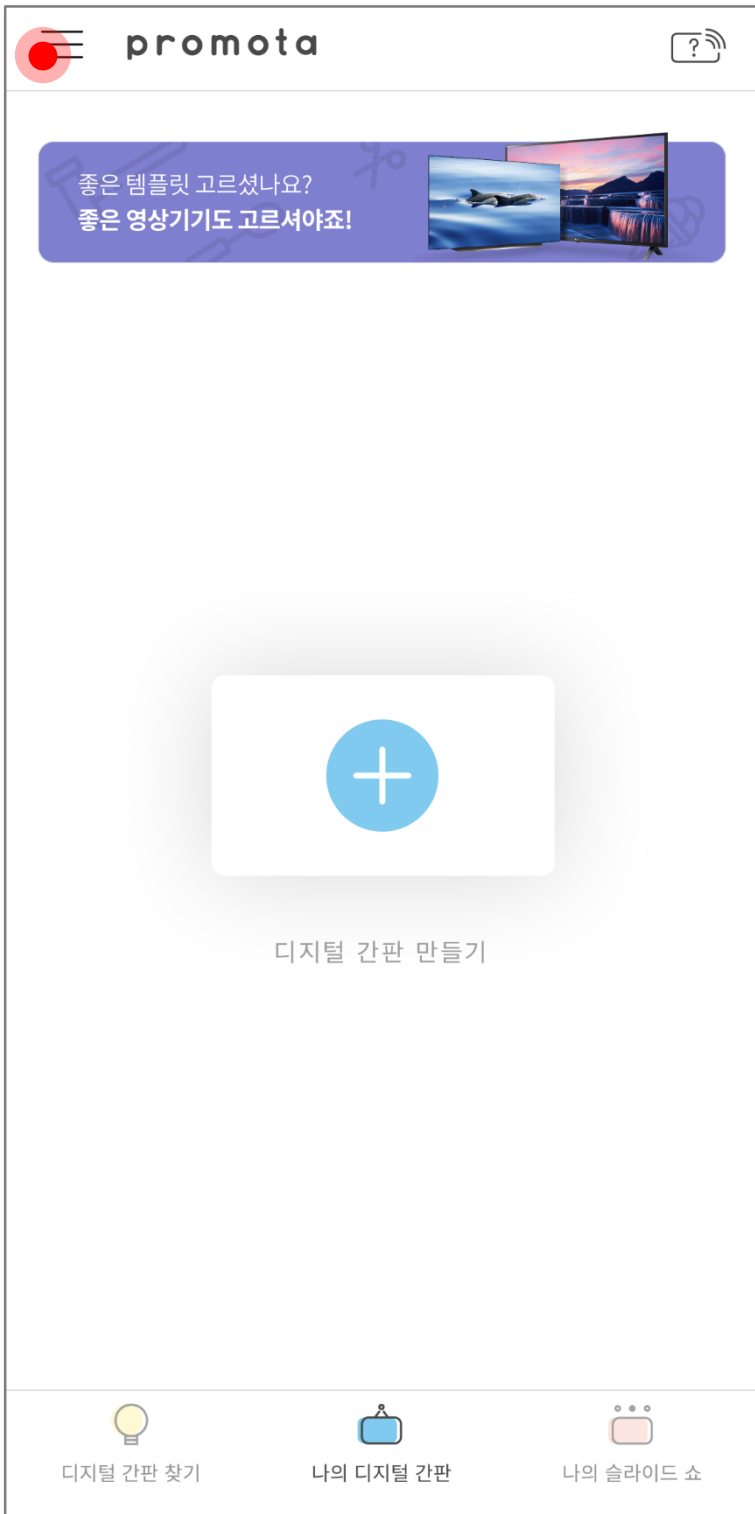 promota
?
좋은 템플릿 고르셨나요?
좋은 영상기기도 고르셔야죠!
디지털 간판 만들기
디지털 간판 찾기
나의 디지털 간판
나의 슬라이드 쇼